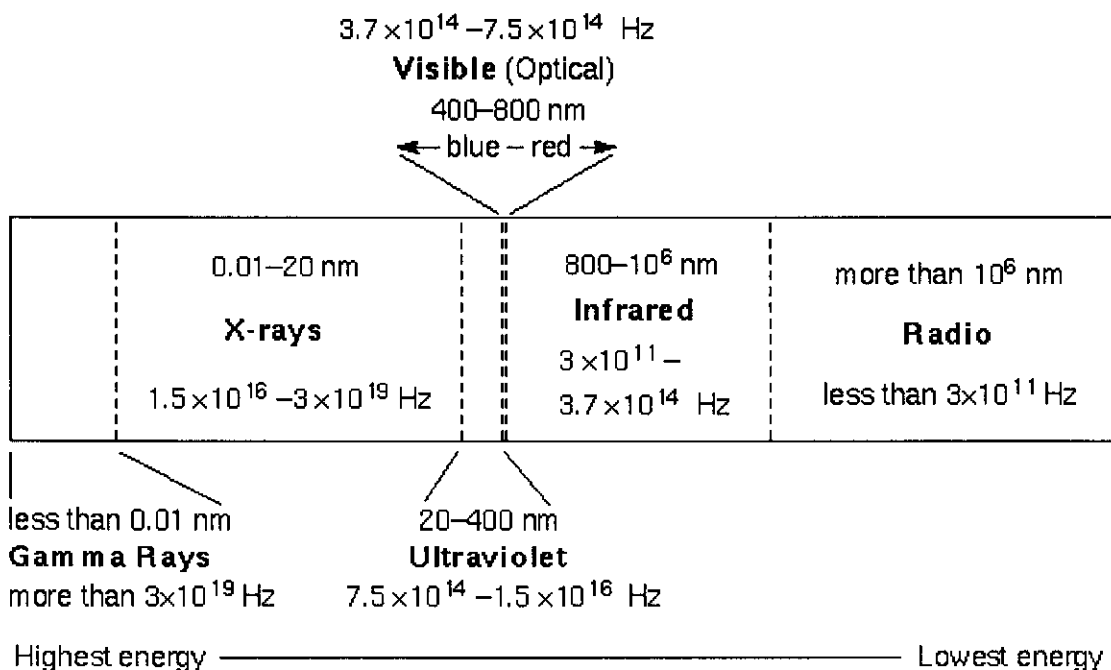 3.7×10¹⁴–7.5×10¹⁴ Hz
Visible (Optical)
400–800 nm
blue – red
0.01–20 nm
X-rays
1.5×10¹⁶–3×10¹⁹ Hz
800–10⁶ nm
Infrared
3×10¹¹–
3.7×10¹⁴ Hz
more than 10⁶ nm
Radio
less than 3×10¹¹ Hz
less than 0.01 nm
Gamma Rays
more than 3×10¹⁹ Hz
20–400 nm
Ultraviolet
7.5×10¹⁴–1.5×10¹⁶ Hz
Highest energy
Lowest energy